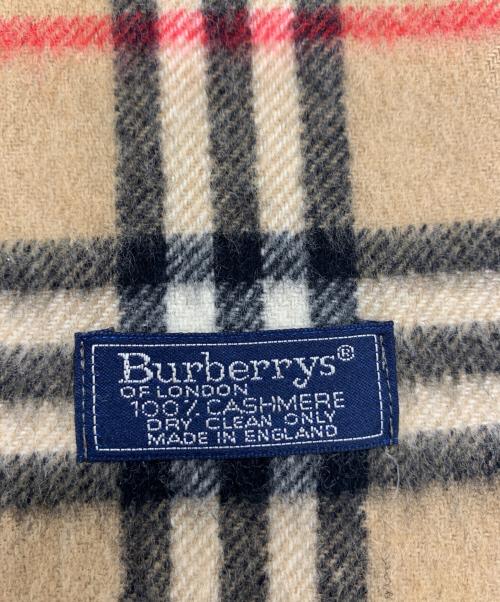 Burberrys®
OF LONDON
100% CASHMERE
DRY CLEAN ONLY
MADE IN ENGLAND